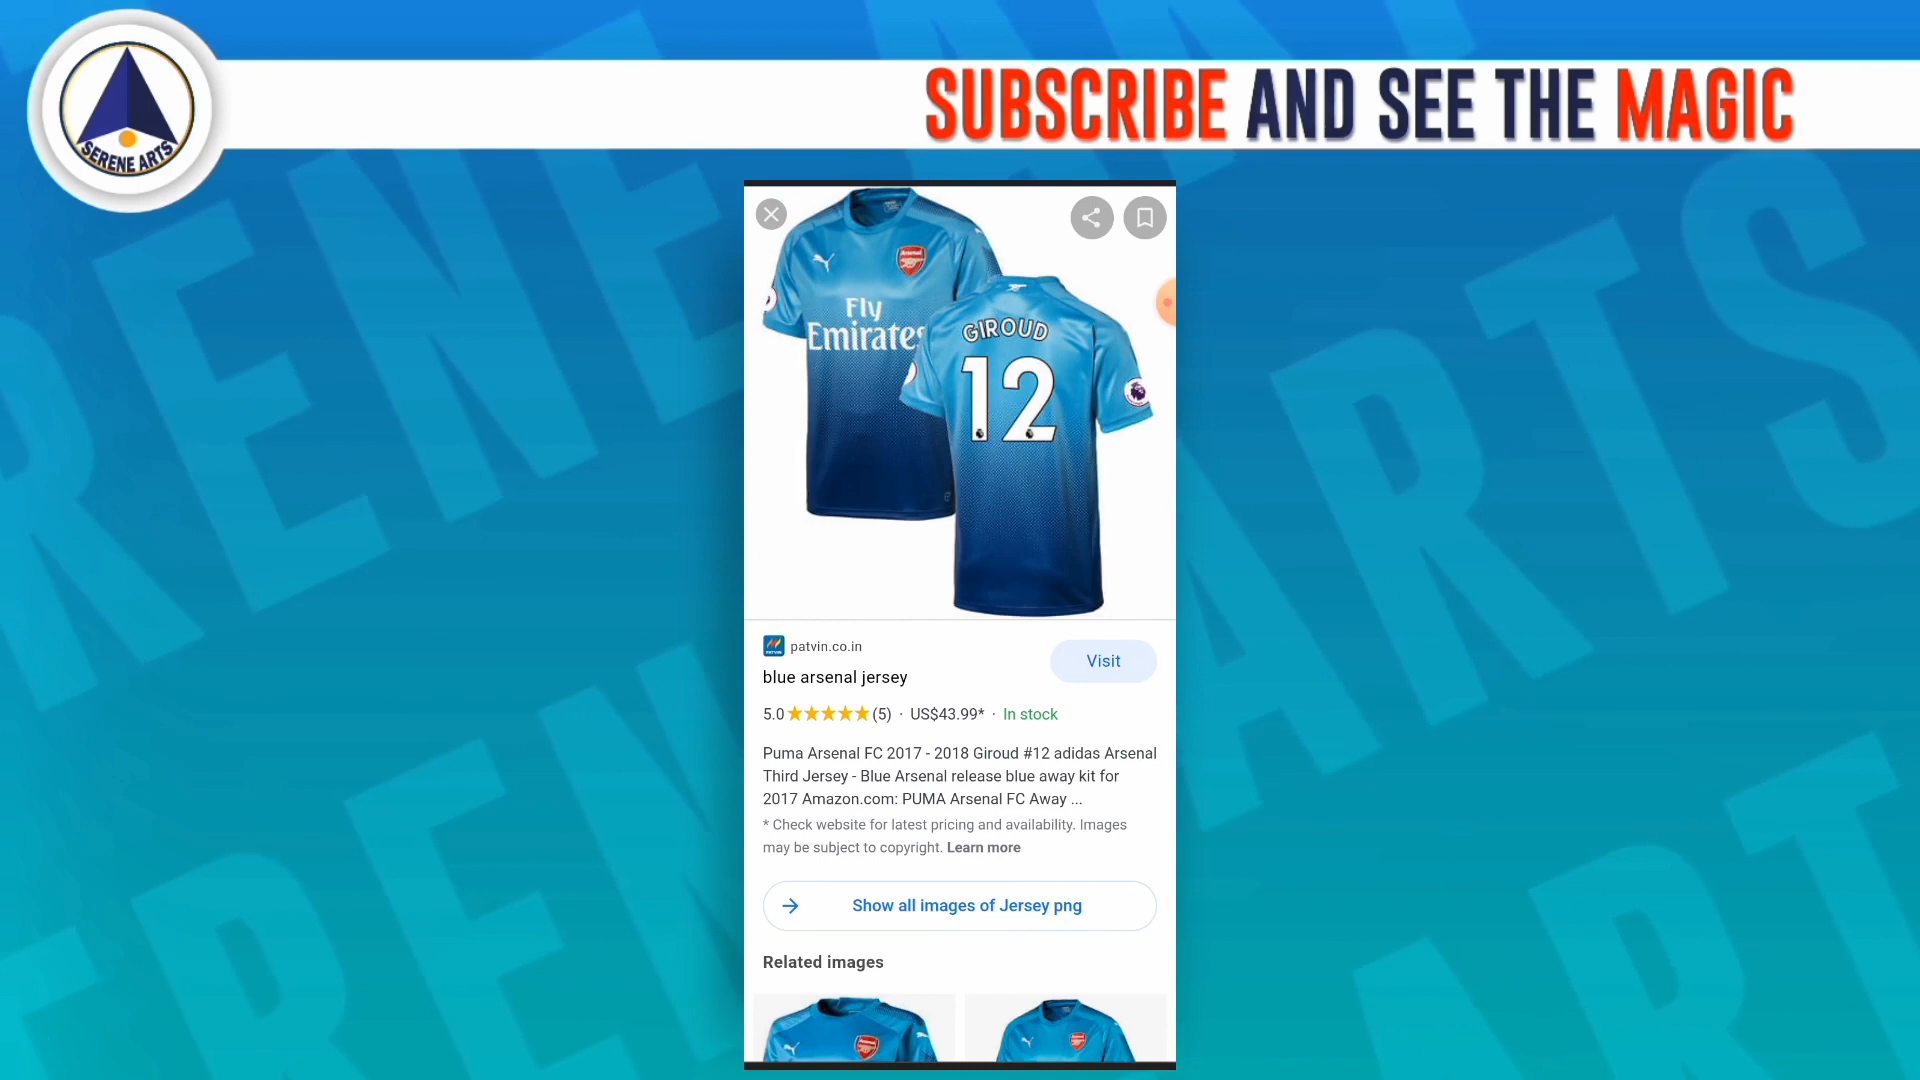 SERENE ARTS
SUBSCRIBE AND SEE THE MAGIC
Arsenal
Fly
Emirates
GIROUD
12
patvin.co.in
Visit
blue arsenal jersey
5.0 ★★★★★ (5) · US$43.99* · In stock
Puma Arsenal FC 2017 - 2018 Giroud #12 adidas Arsenal
Third Jersey - Blue Arsenal release blue away kit for
2017 Amazon.com: PUMA Arsenal FC Away ...
* Check website for latest pricing and availability. Images
may be subject to copyright. Learn more
Show all images of Jersey png
Related images